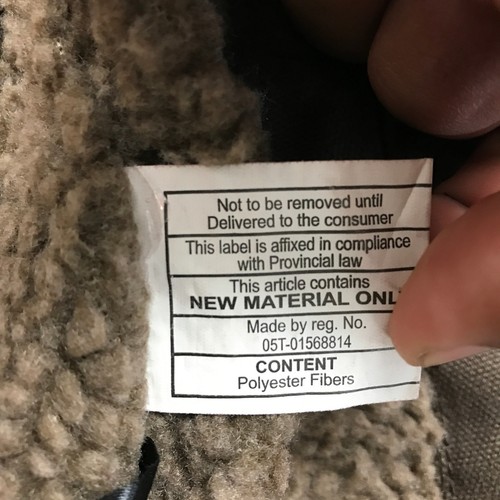 Not to be removed until
Delivered to the consumer
This label is affixed in compliance
with Provincial law
This article contains
NEW MATERIAL ONL
Made by reg. No.
05T-01568814
CONTENT
Polyester Fibers